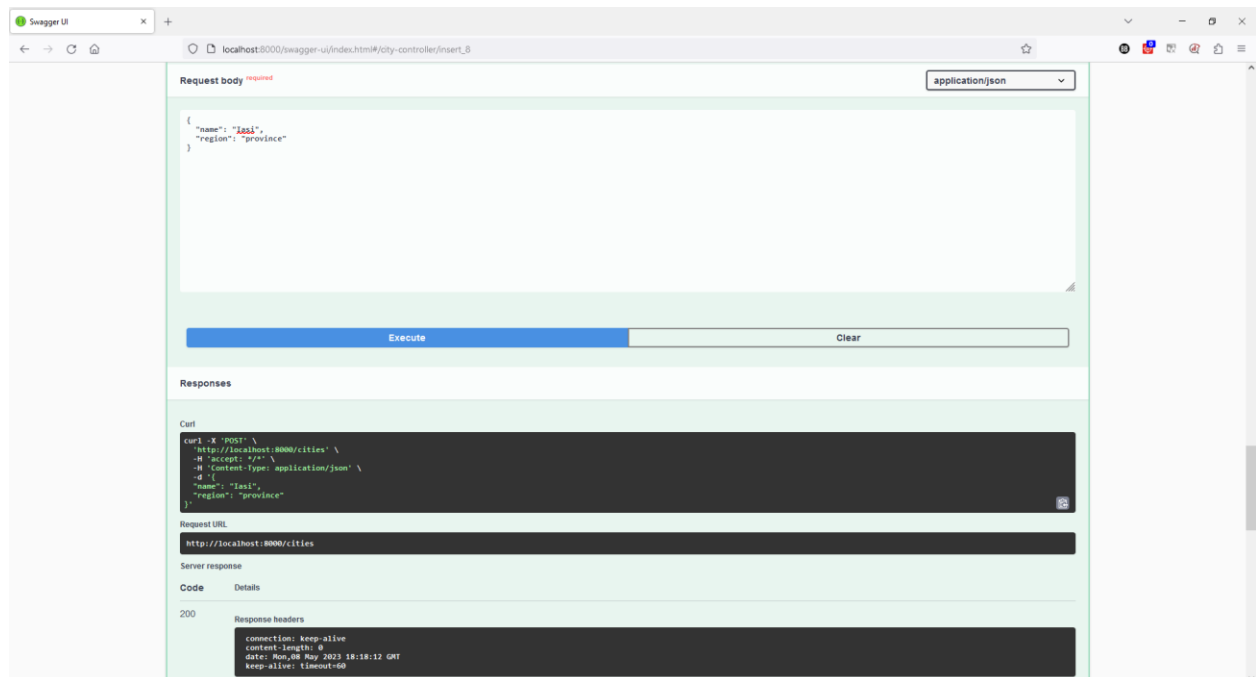 Swagger UI
localhost:8000/swagger-ui/index.html#/city-controller/insert_8
Request body required
application/json
{
"name": "Iasi",
"region": "province"
}
Execute
Clear
Responses
Curl
curl -X 'POST' \
'http://localhost:8000/cities' \
-H 'accept: */*' \
-H 'Content-Type: application/json' \
-d '{
"name": "Iasi",
"region": "province"
}'
Request URL
http://localhost:8000/cities
Server response
Code Details
200
Response headers
connection: keep-alive
content-length: 0
date: Mon,08 May 2023 18:18:12 GMT
keep-alive: timeout=60